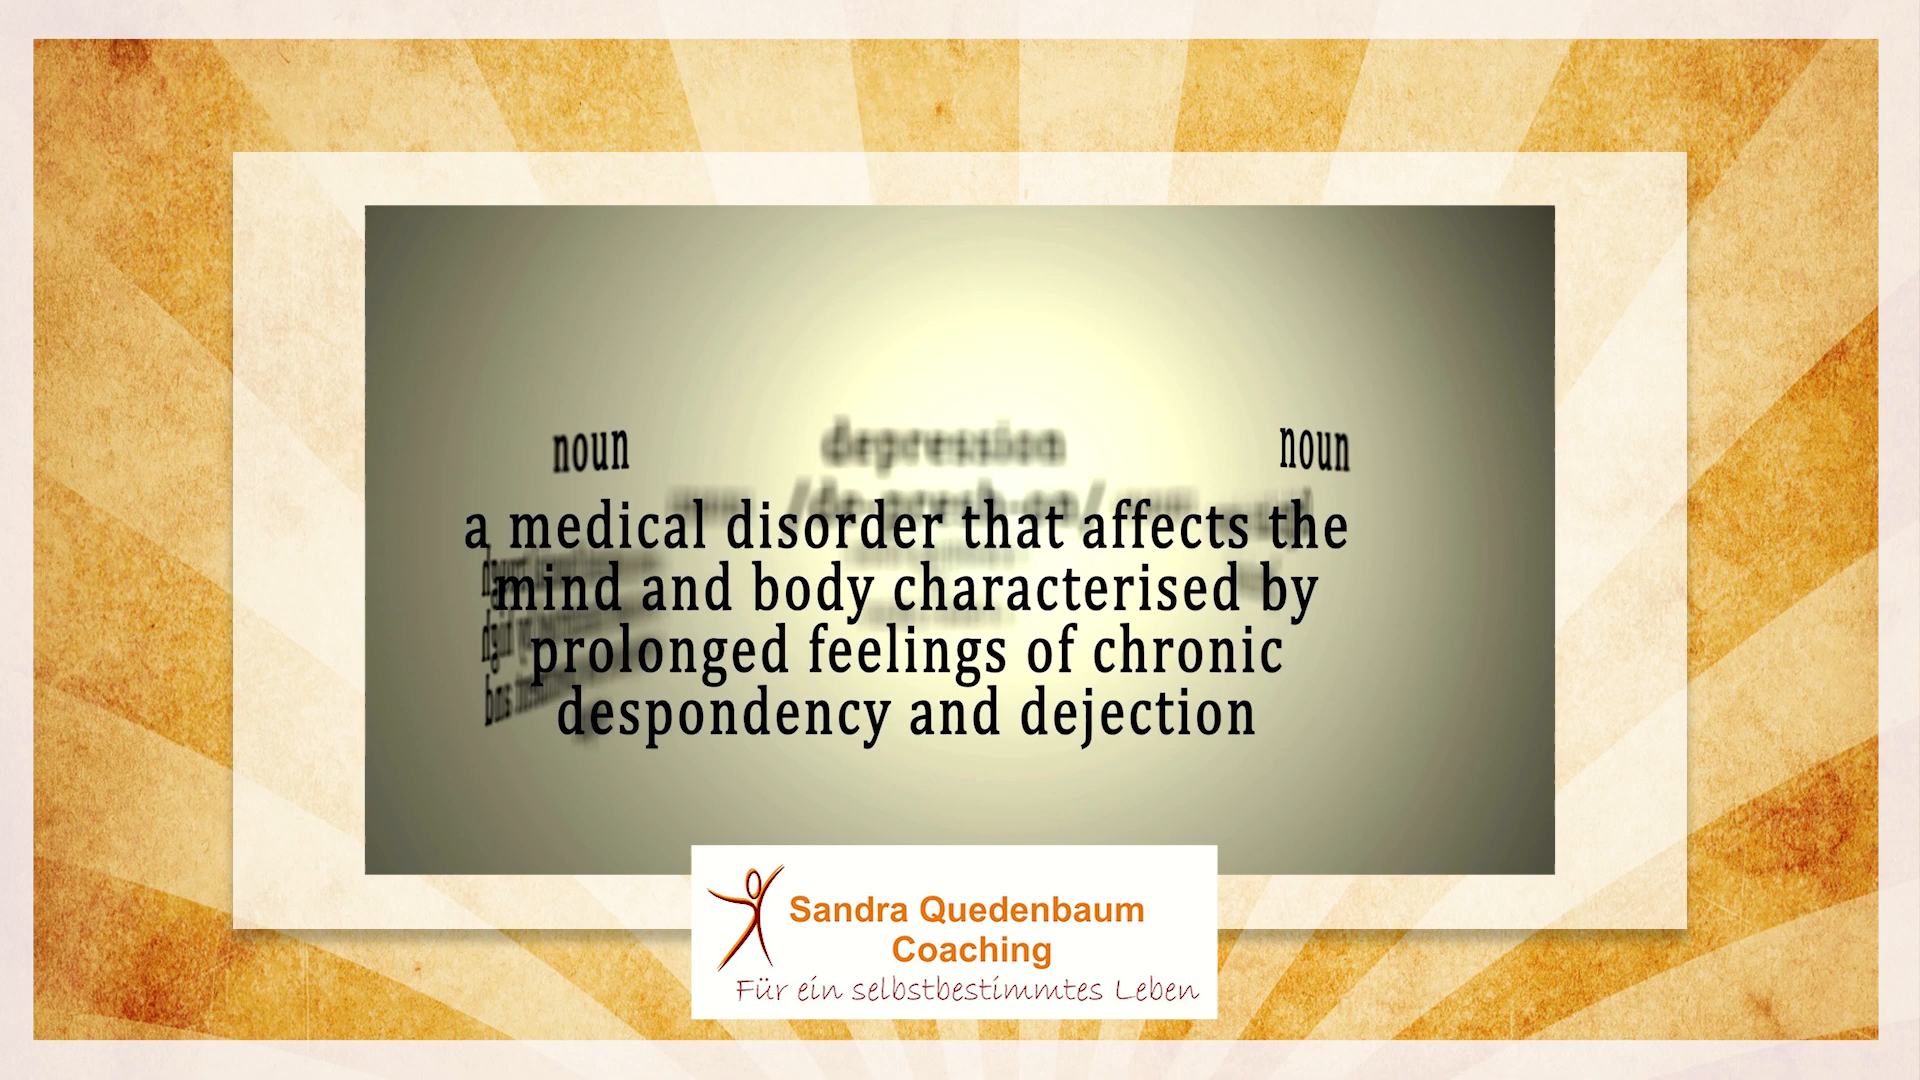 noun
depression
noun
a medical disorder that affects the
mind and body characterised by
prolonged feelings of chronic
despondency and dejection
Sandra Quedenbaum
Coaching
Für ein selbstbestimmtes Leben